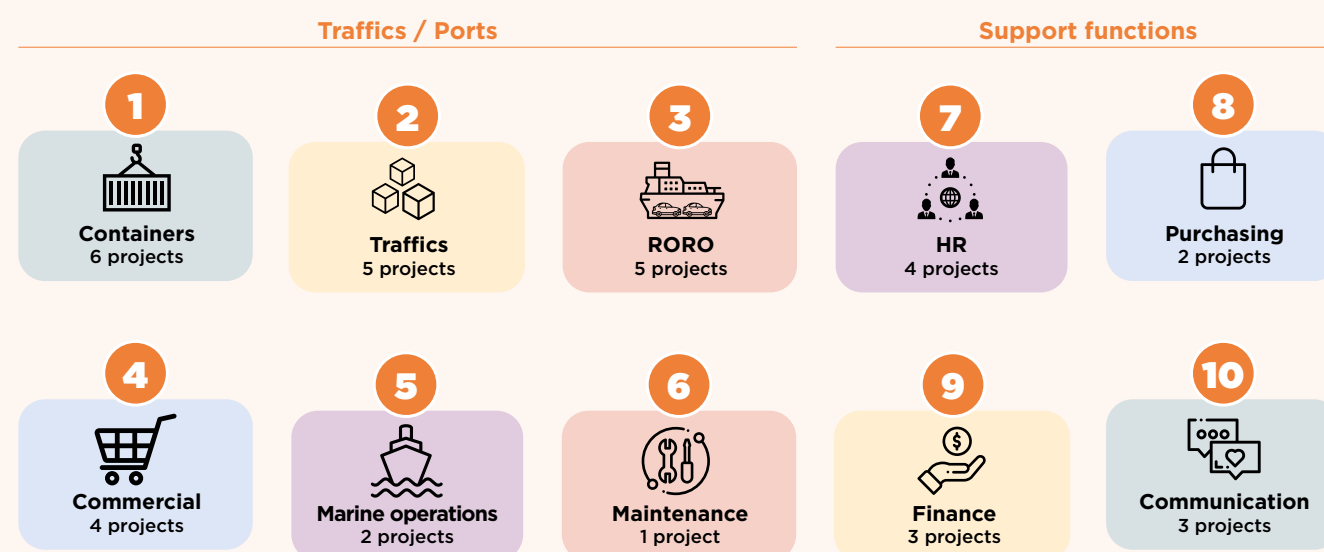 Traffics / Ports
Support functions
1
Containers
6 projects
2
Traffics
5 projects
3
RORO
5 projects
7
HR
4 projects
8
Purchasing
2 projects
4
Commercial
4 projects
5
Marine operations
2 projects
6
Maintenance
1 project
9
Finance
3 projects
10
Communication
3 projects